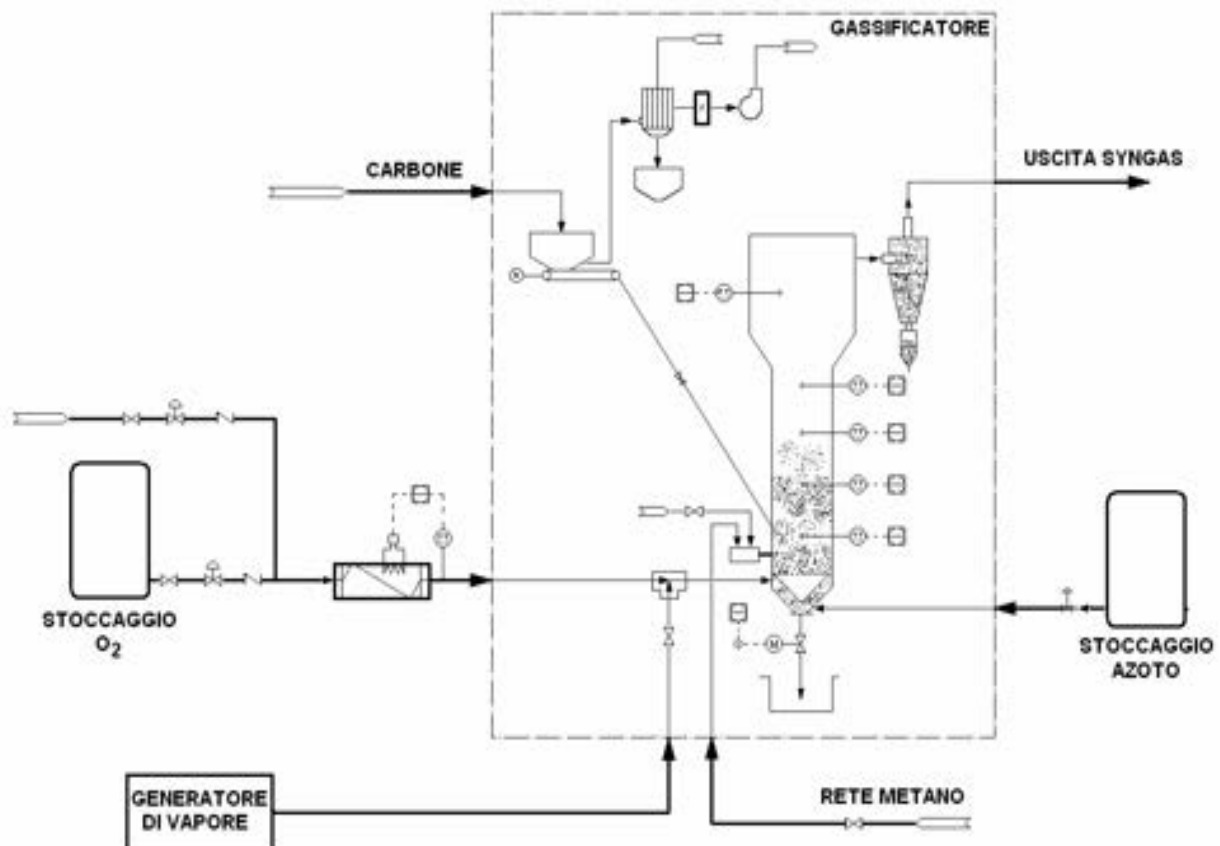 GASSIFICATORE
CARBONE
USCITA SYNGAS
STOCCAGGIO
O2
STOCCAGGIO
AZOTO
M
GENERATORE
DI VAPORE
RETE METANO